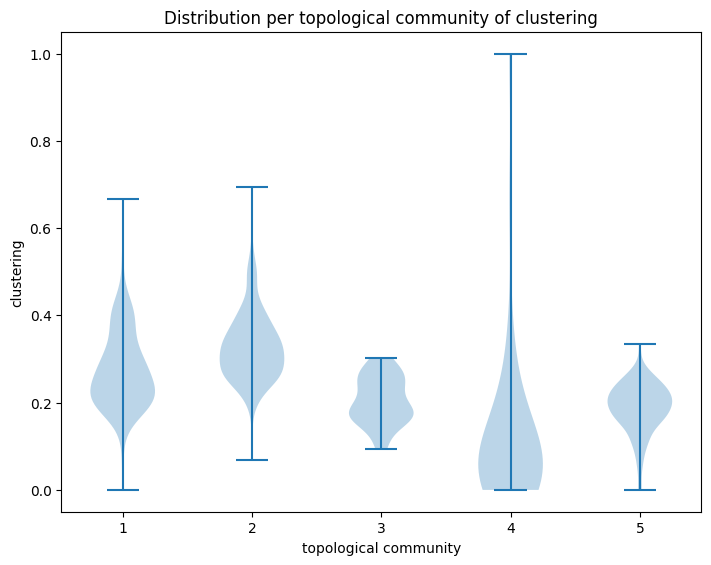 Distribution per topological community of clustering
1.0
0.8
0.6
0.4
0.2
0.0
clustering
1 2 3 4 5
topological community